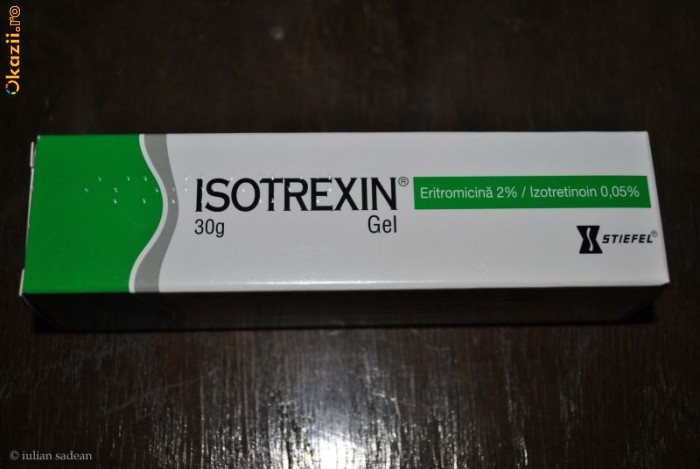 Okazii.ro
ISOTREXIN®
30g Gel
Eritromicină 2% / Izotretinoin 0,05%
STIEFEL®
© iulian sadean